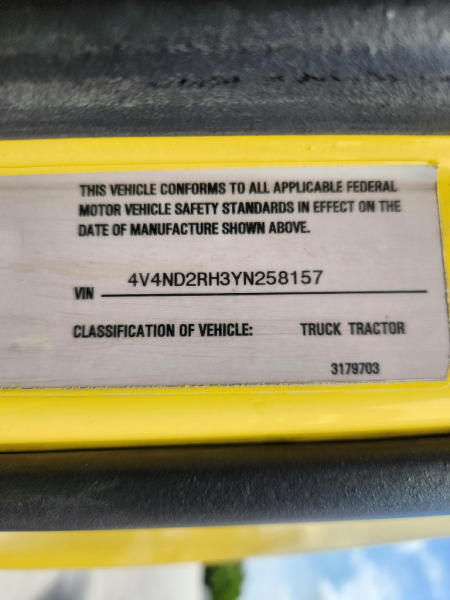 THIS VEHICLE CONFORMS TO ALL APPLICABLE FEDERAL
MOTOR VEHICLE SAFETY STANDARDS IN EFFECT ON THE
DATE OF MANUFACTURE SHOWN ABOVE.
VIN 4V4ND2RH3YN258157
CLASSIFICATION OF VEHICLE: TRUCK TRACTOR
3179703